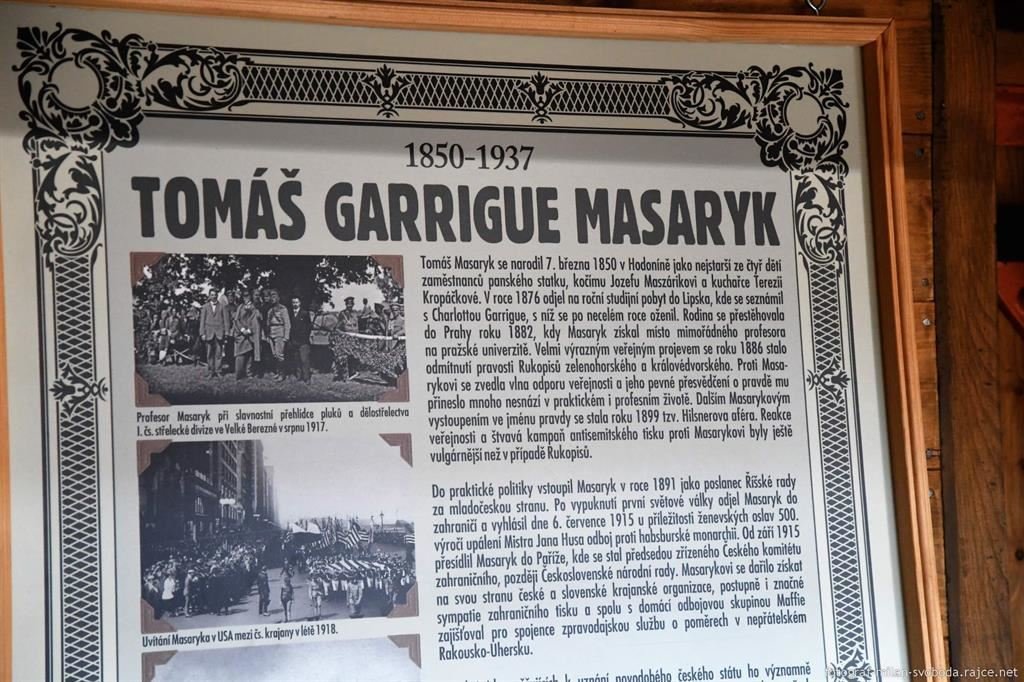 1850-1937
TOMÁŠ GARRIGUE MASARYK
Tomáš Masaryk se narodil 7. března 1850 v Hodoníně jako nejstarší ze čtyř dětí
zaměstnanců panského statku, kočímu Jozefu Maszárikovi a kuchařce Terezii
Kropáčkové. V roce 1876 odjel na roční studijní pobyt do Lipska, kde se seznámil
s Charlottou Garrigue, s níž se po necelém roce oženil. Rodina se přestěhovala
do Prahy roku 1882, kdy Masaryk získal místo mimořádného profesora
na pražské univerzitě. Velmi výrazným veřejným projevem se roku 1886 stalo
odmítnutí pravosti Rukopisů zelenohorského a královédvorského. Proti Masa-
rykovi se zvedla vlna odporu veřejnosti a jeho pevné přesvědčení o pravdě mu
přineslo mnoho nesnází v praktickém i profesním životě. Dalším Masarykovým
vystoupením ve jménu pravdy se stala roku 1899 tzv. Hilsnerova aféra. Reakce
veřejnosti a štvavá kampaň antisemitského tisku proti Masarykovi byly ještě
vulgárnější než v případě Rukopisů.
Profesor Masaryk při slavnostní přehlídce pluků a dělostřelectva
I. čs. střelecké divize ve Velké Berezné v srpnu 1917.
Do praktické politiky vstoupil Masaryk v roce 1891 jako poslanec Říšské rady
za mladočeskou stranu. Po vypuknutí první světové války odjel Masaryk do
zahraničí a vyhlásil dne 6. července 1915 u příležitosti ženevských oslav 500.
výročí upálení Mistra Jana Husa odboj proti habsburské monarchii. Od září 1915
přesídlil Masaryk do Paříže, kde se stal předsedou zřízeného Českého komitétu
zahraničního, později Československé národní rady. Masarykovi se dařilo získat
na svou stranu české a slovenské krajanské organizace, postupně i značné
sympatie zahraničního tisku a spolu s domácí odbojovou skupinou Maffie
zajišťoval pro spojence zpravodajskou službu o poměrech v nepřátelském
Rakousko-Uhersku.
Uvítání Masaryka v USA mezi čs. krajany v létě 1918.
k uznání novodobého českého státu ho významně
fotograf-milan-svoboda.rajce.net